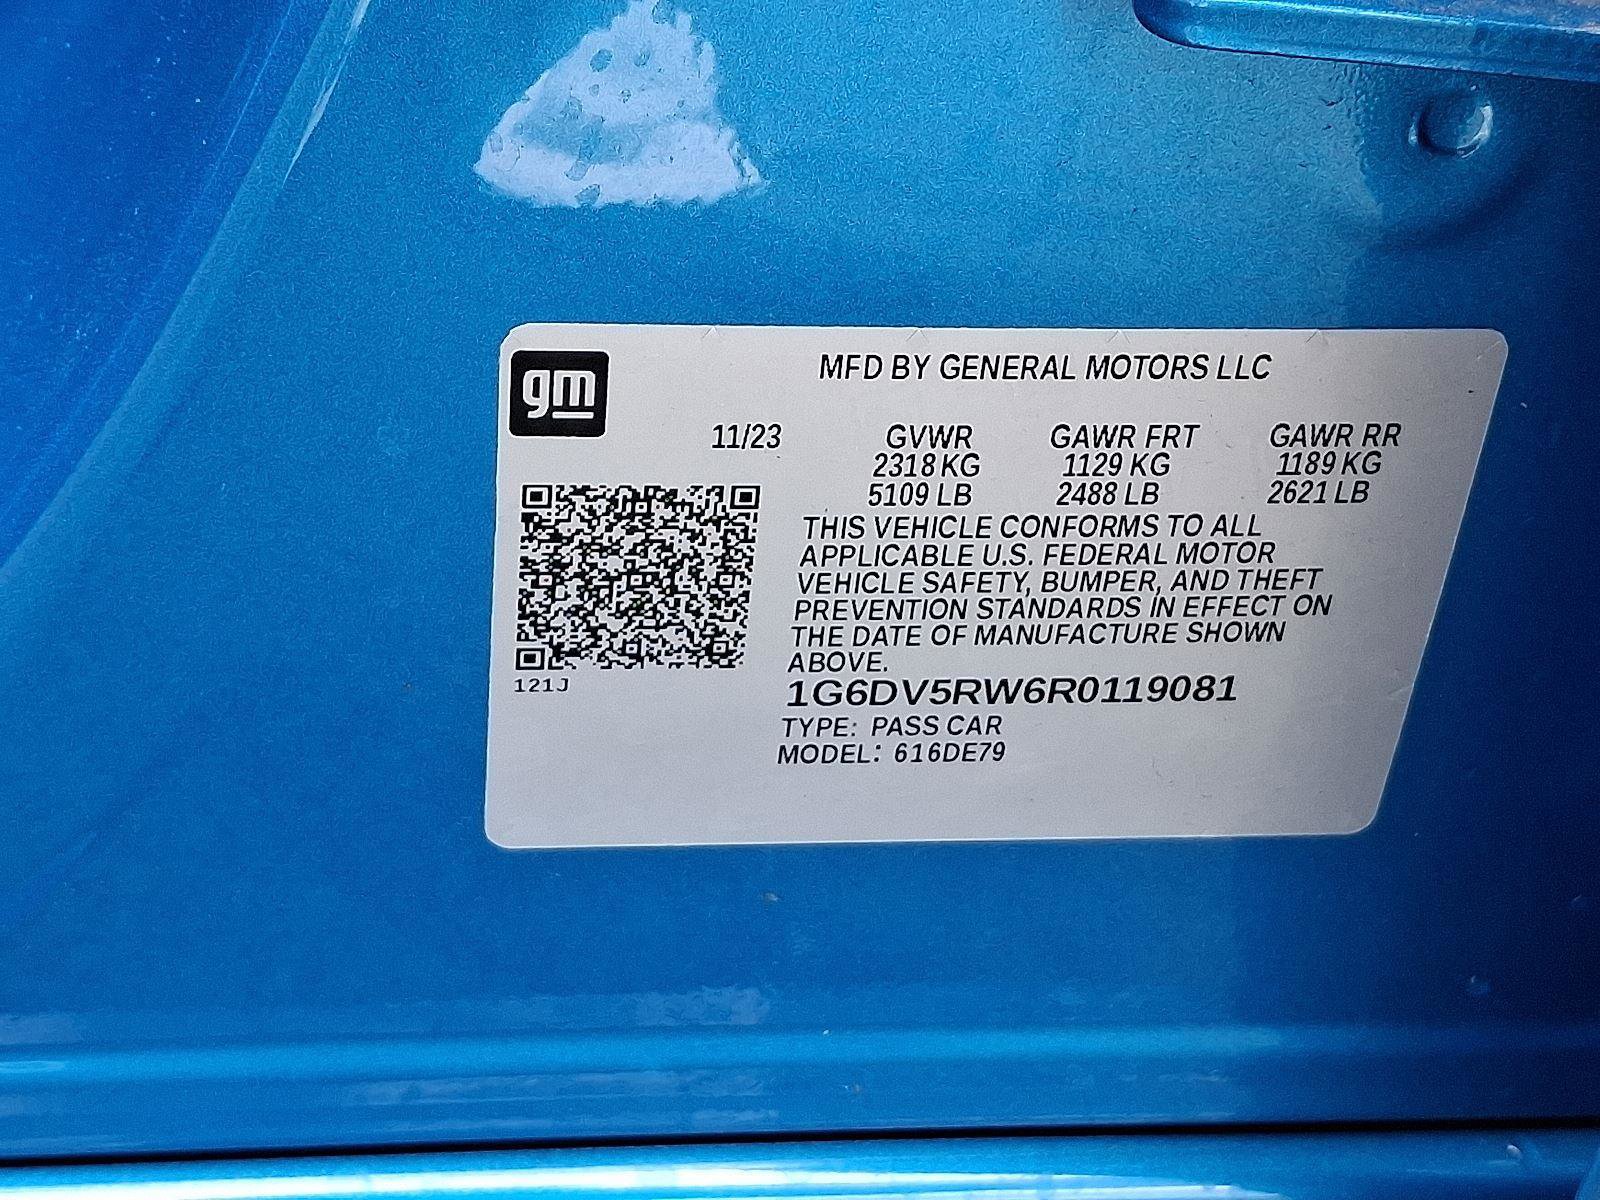 gm
MFD BY GENERAL MOTORS LLC
11/23 GVWR GAWR FRT GAWR RR
2318 KG 1129 KG 1189 KG
5109 LB 2488 LB 2621 LB
THIS VEHICLE CONFORMS TO ALL
APPLICABLE U.S. FEDERAL MOTOR
VEHICLE SAFETY, BUMPER, AND THEFT
PREVENTION STANDARDS IN EFFECT ON
THE DATE OF MANUFACTURE SHOWN
ABOVE.
121J
1G6DV5RW6R0119081
TYPE: PASS CAR
MODEL: 616DE79